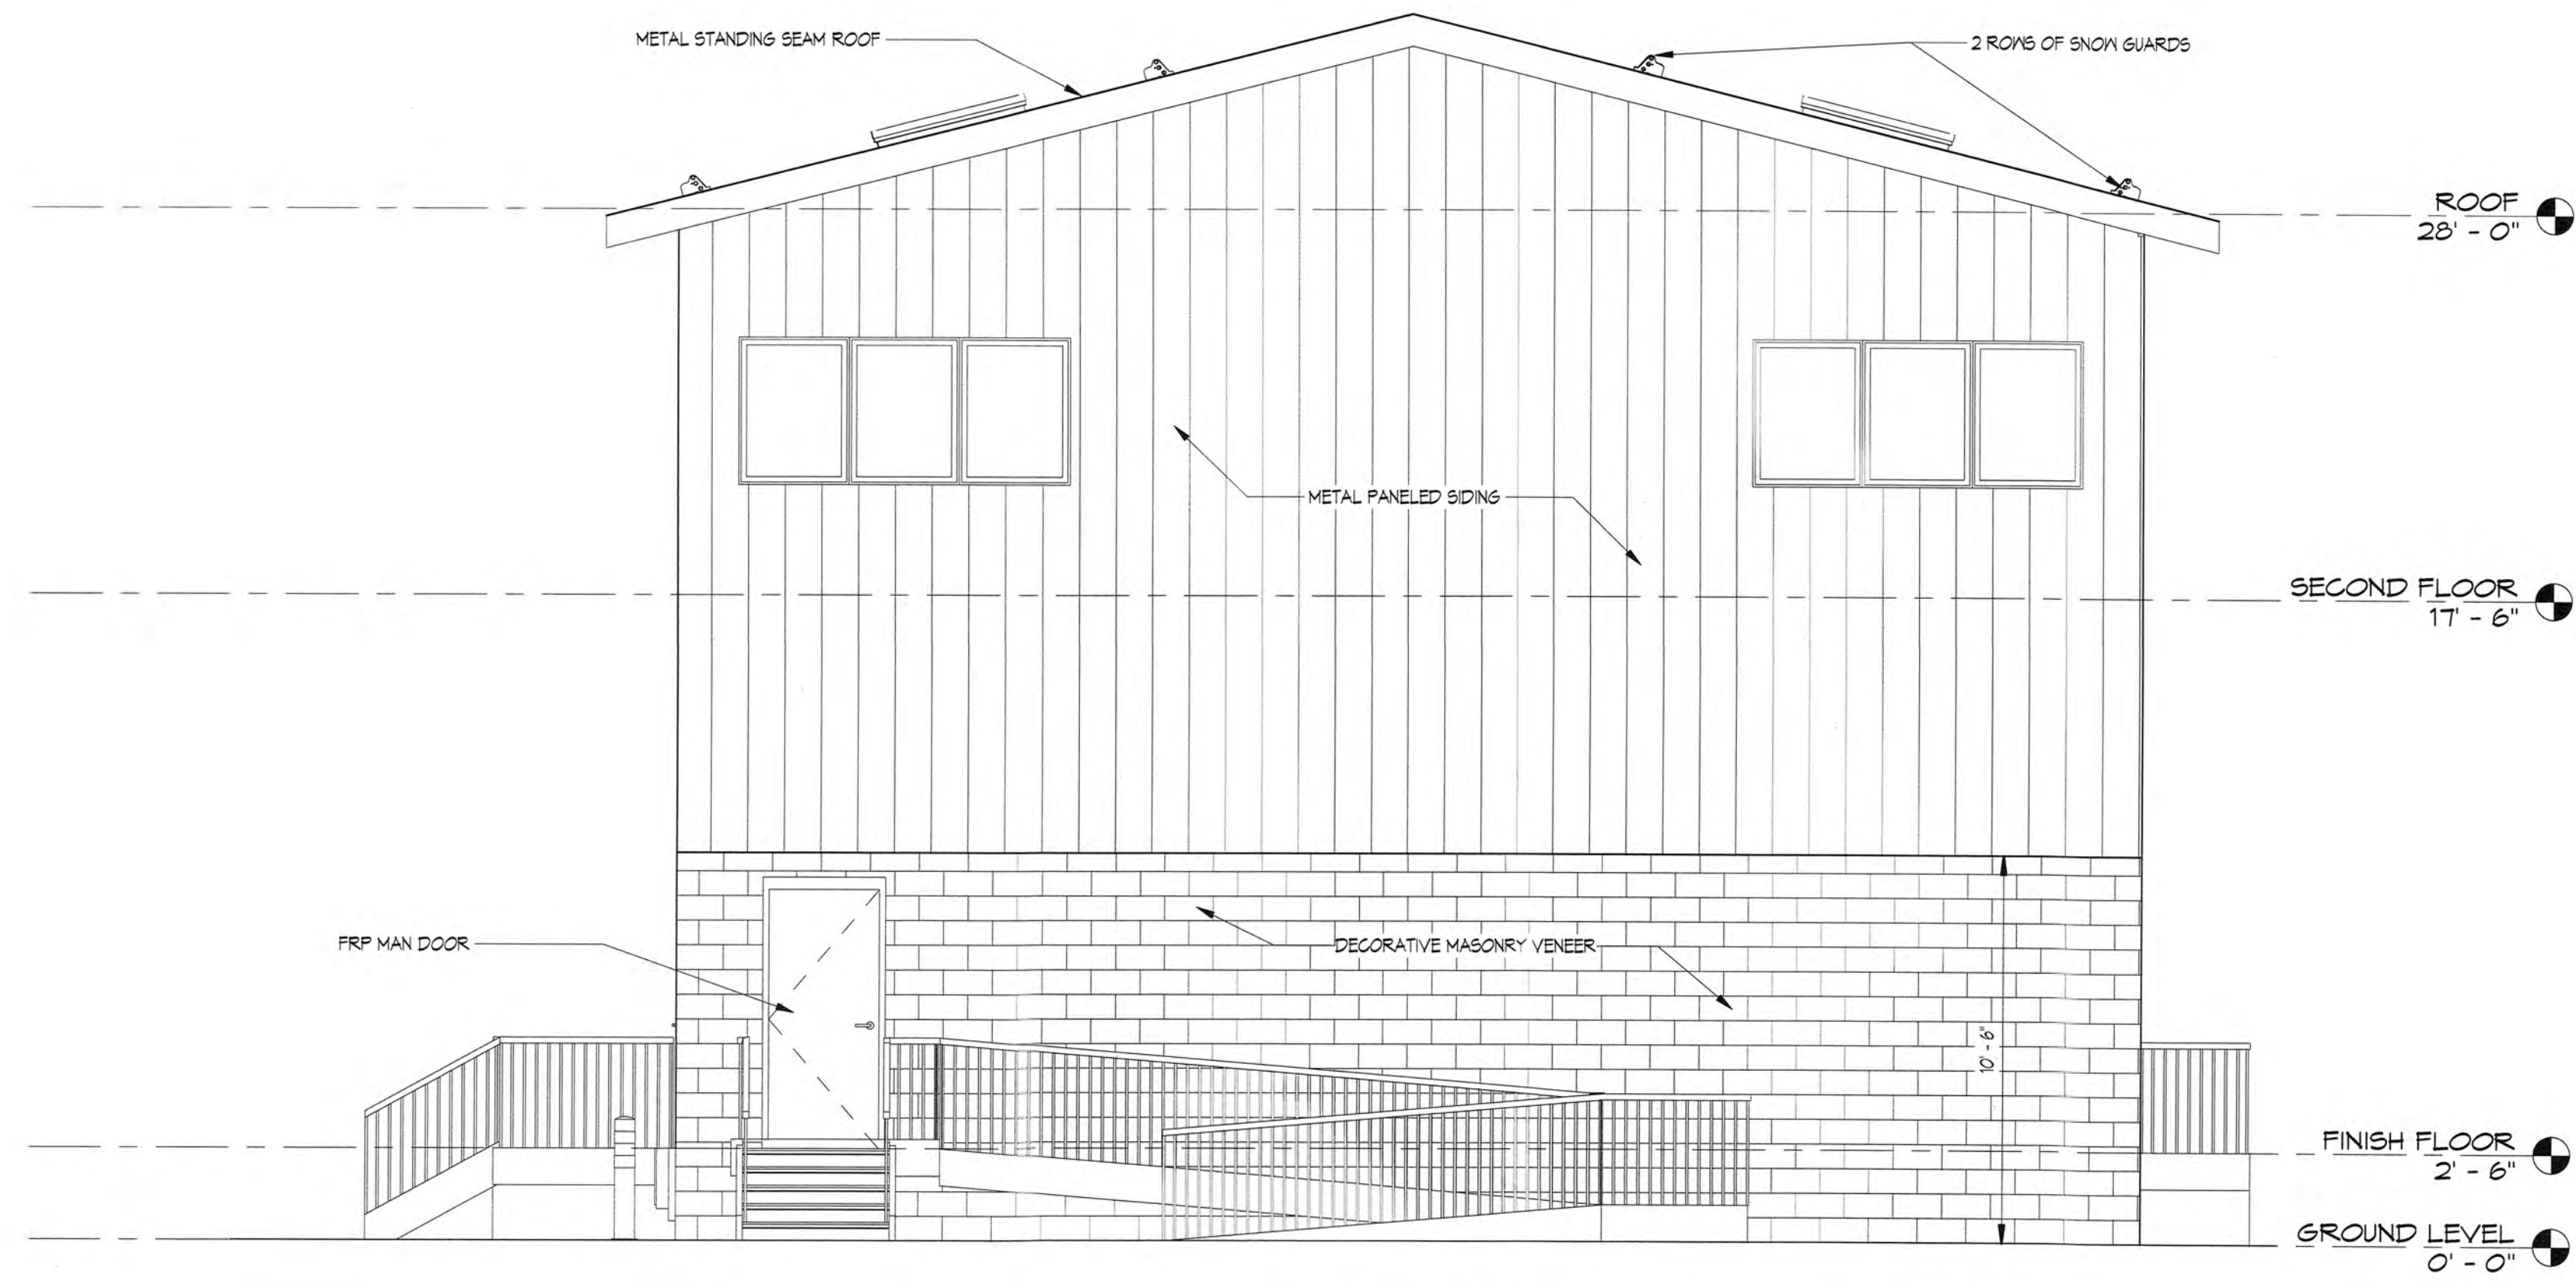 METAL STANDING SEAM ROOF
2 ROWS OF SNOW GUARDS
ROOF
28' - 0"
METAL PANELED SIDING
SECOND FLOOR
17' - 6"
FRP MAN DOOR
DECORATIVE MASONRY VENEER
10' - 6"
FINISH FLOOR
2' - 6"
GROUND LEVEL
0' - 0"